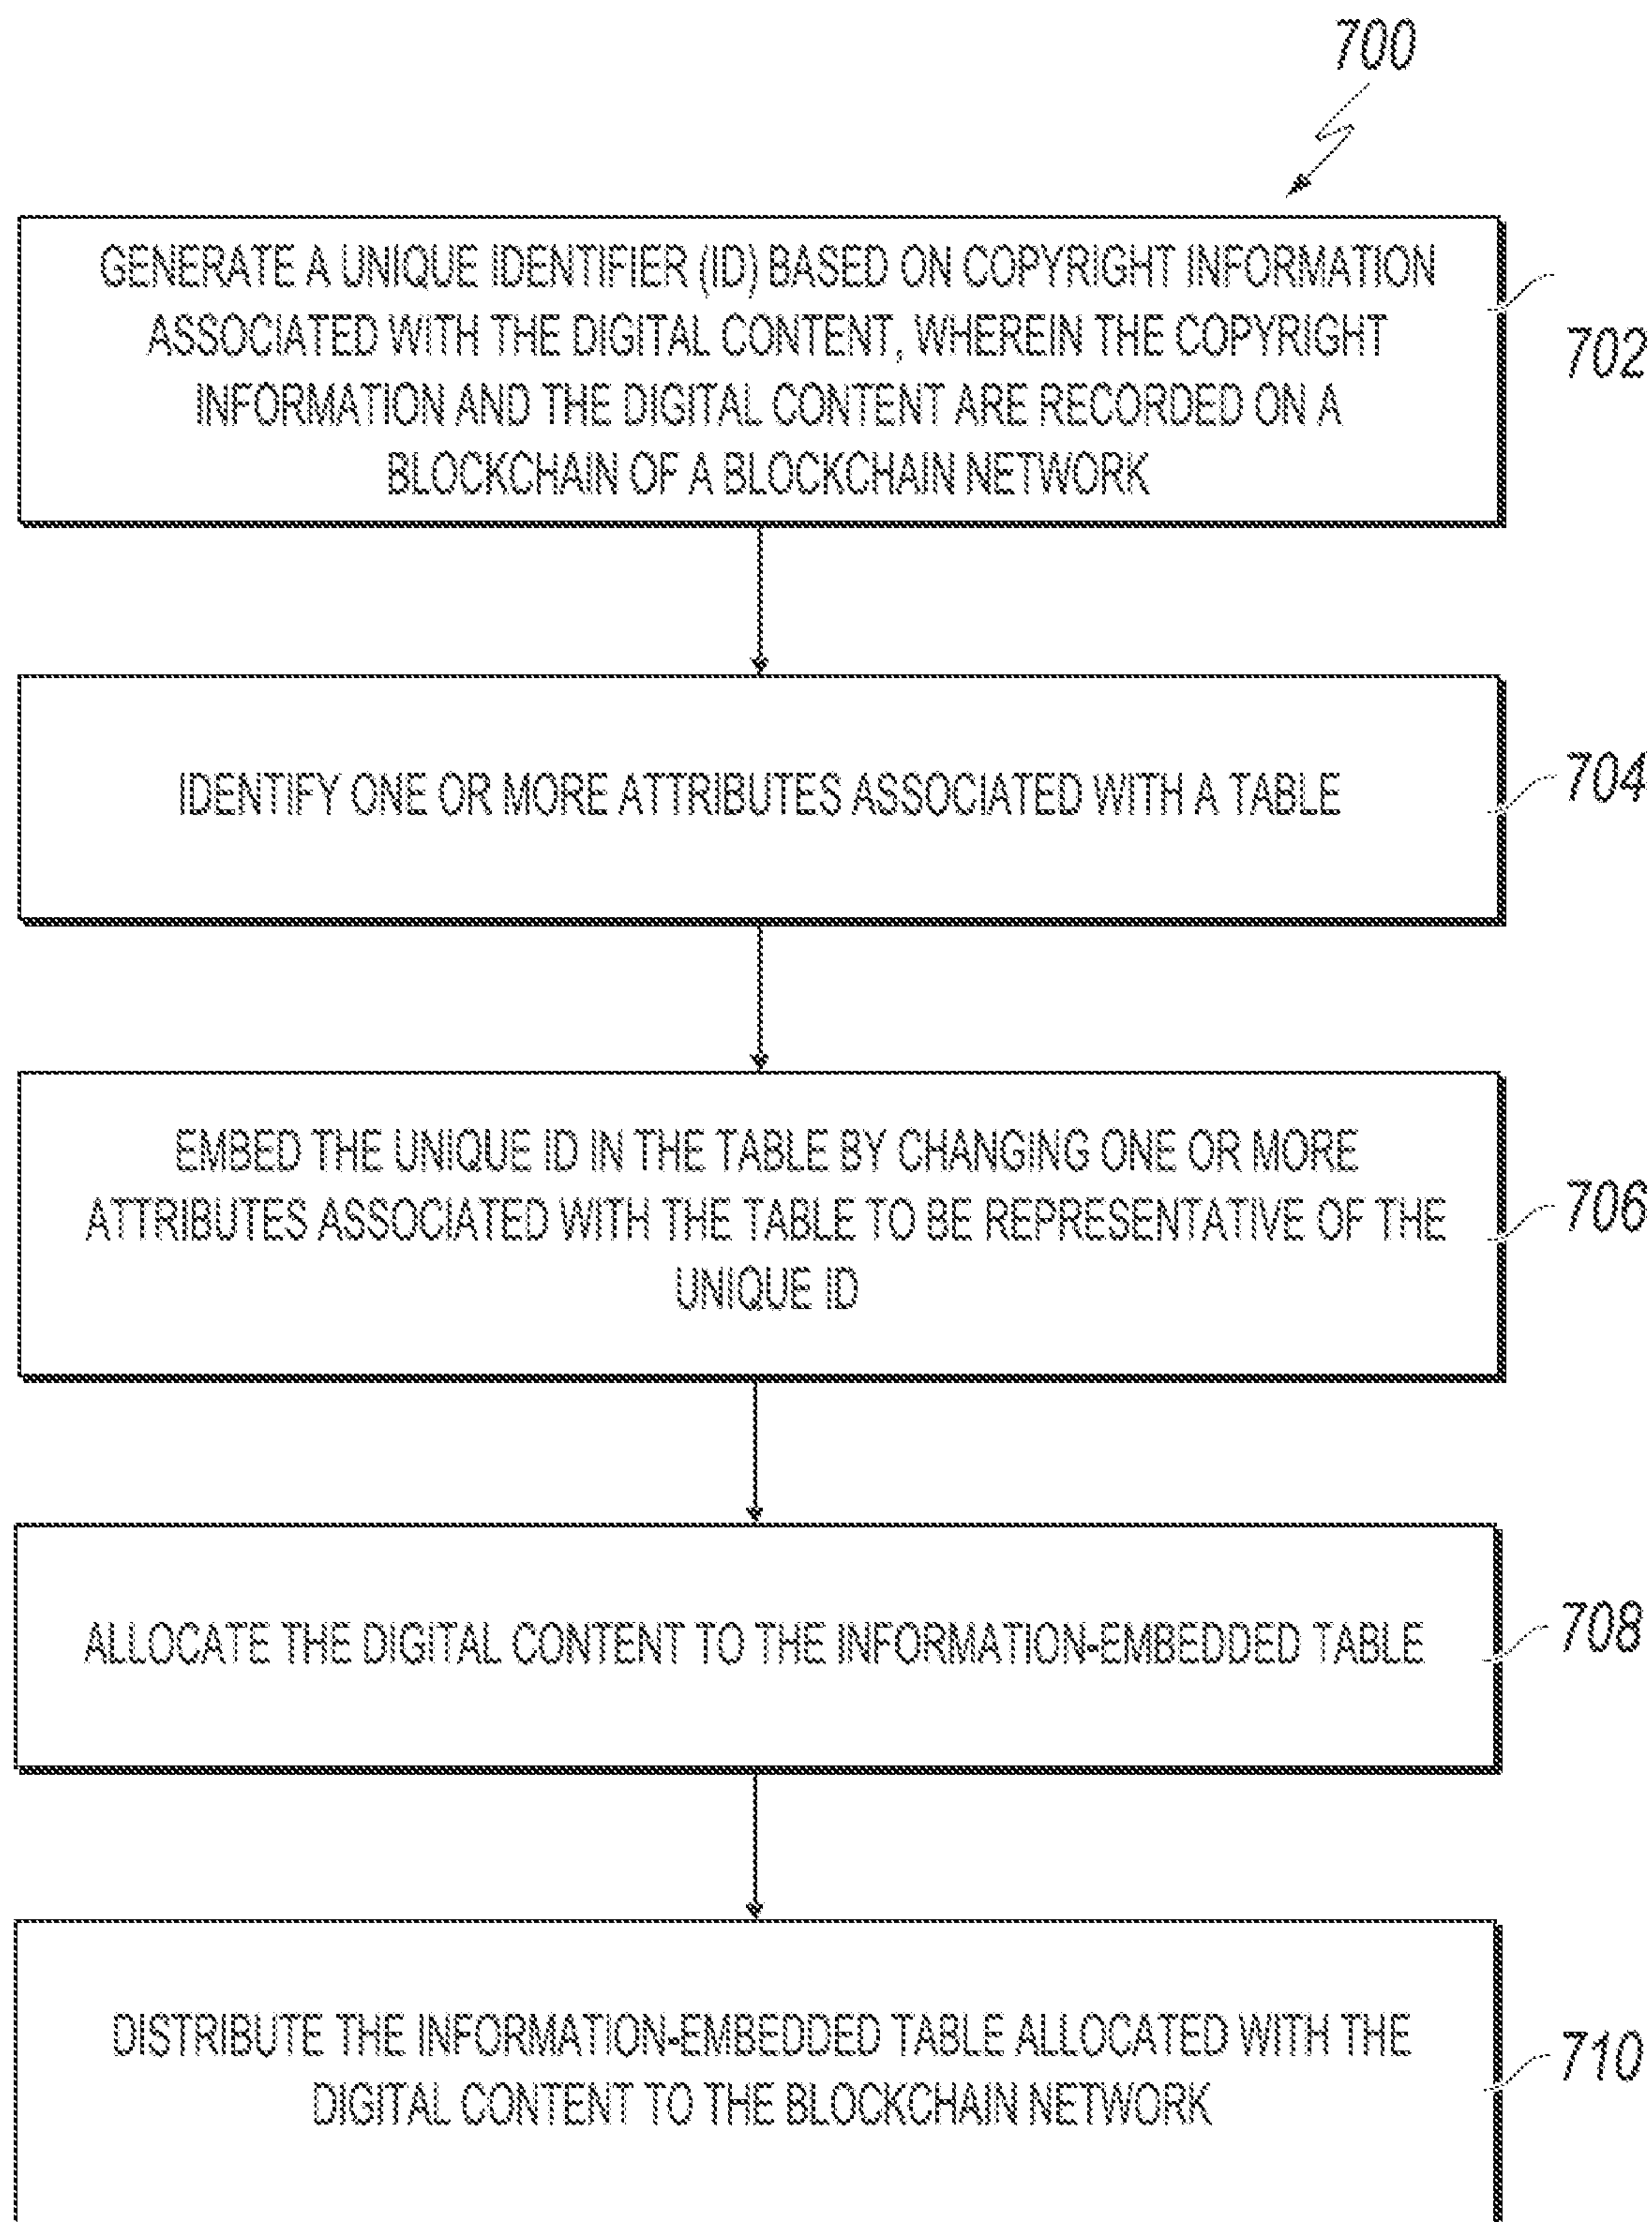 700
GENERATE A UNIQUE IDENTIFIER (ID) BASED ON COPYRIGHT INFORMATION
ASSOCIATED WITH THE DIGITAL CONTENT, WHEREIN THE COPYRIGHT
INFORMATION AND THE DIGITAL CONTENT ARE RECORDED ON A
BLOCKCHAIN OF A BLOCKCHAIN NETWORK
702
IDENTIFY ONE OR MORE ATTRIBUTES ASSOCIATED WITH A TABLE
704
EMBED THE UNIQUE ID IN THE TABLE BY CHANGING ONE OR MORE
ATTRIBUTES ASSOCIATED WITH THE TABLE TO BE REPRESENTATIVE OF THE
UNIQUE ID
706
ALLOCATE THE DIGITAL CONTENT TO THE INFORMATION-EMBEDDED TABLE
708
DISTRIBUTE THE INFORMATION-EMBEDDED TABLE ALLOCATED WITH THE
DIGITAL CONTENT TO THE BLOCKCHAIN NETWORK
710